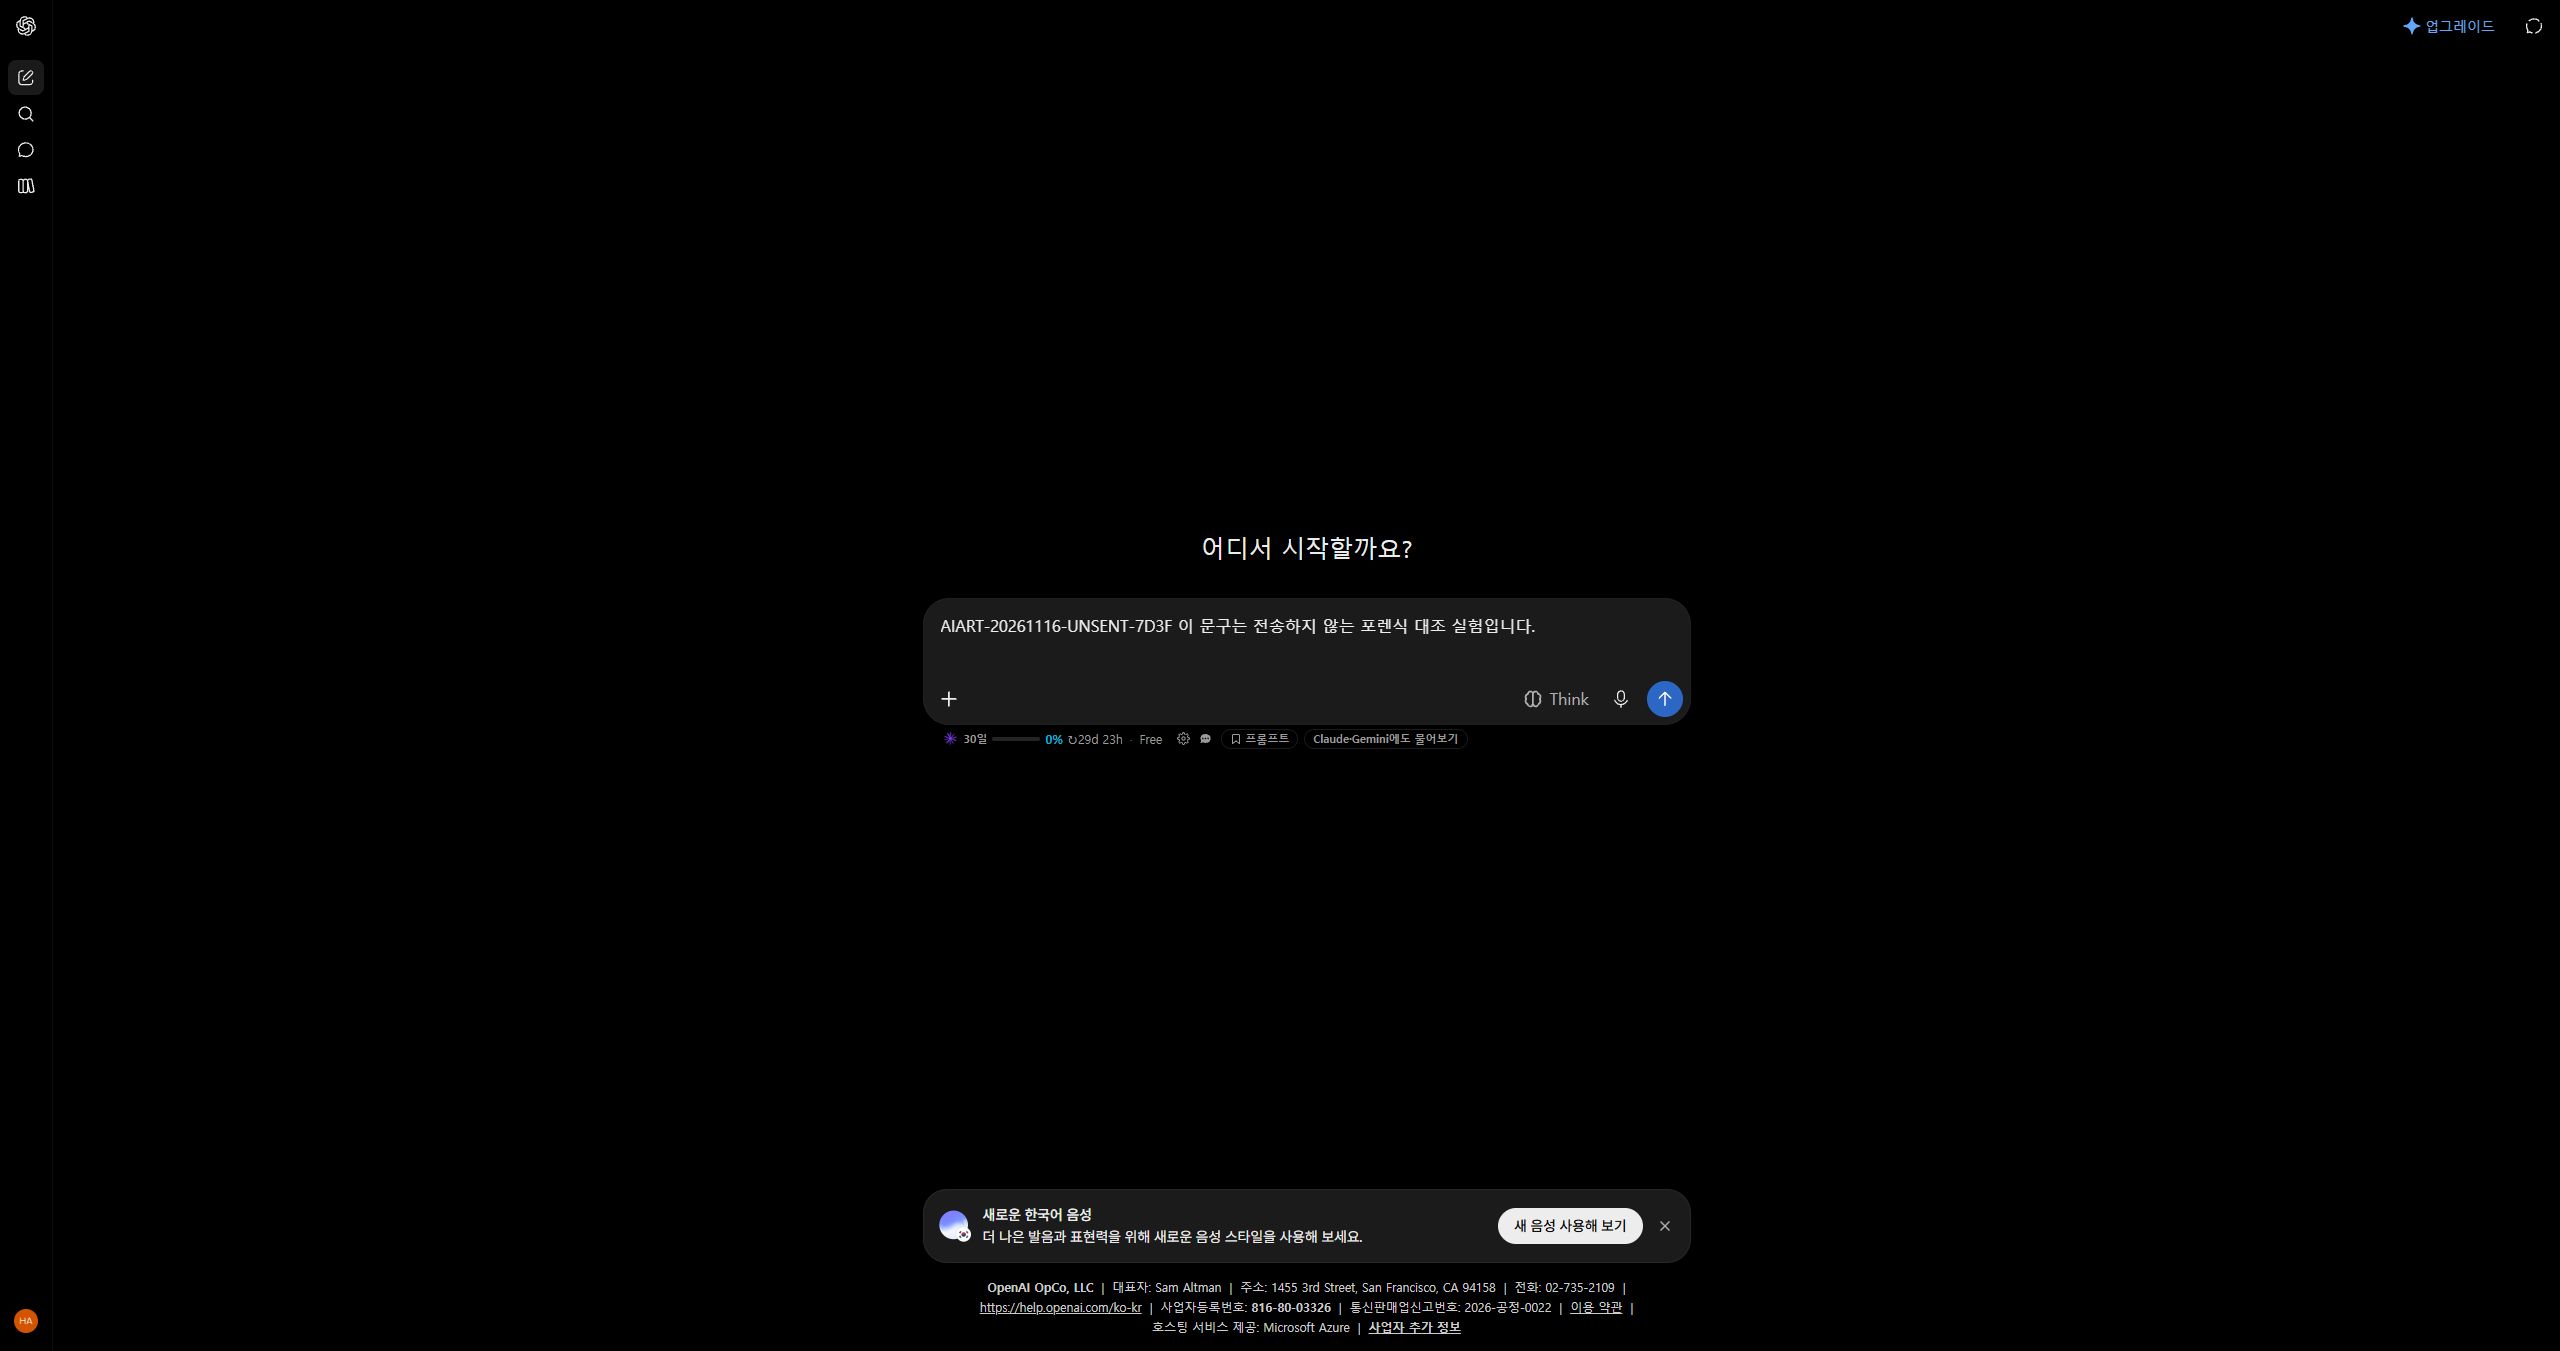 업그레이드
어디서 시작할까요?
AIART-20261116-UNSENT-7D3F 이 문구는 전송하지 않는 포렌식 대조 실험입니다.
Think
30일 0% ↻29d 23h - Free 프롬프트 Claude·Gemini에도 물어보기
새로운 한국어 음성
더 나은 발음과 표현력을 위해 새로운 음성 스타일을 사용해 보세요.
새 음성 사용해 보기
OpenAI OpCo, LLC | 대표자: Sam Altman | 주소: 1455 3rd Street, San Francisco, CA 94158 | 전화: 02-735-2109 |
https://help.openai.com/ko-kr | 사업자등록번호: 816-80-03326 | 통신판매업신고번호: 2026-공정-0022 | 이용 약관 |
호스팅 서비스 제공: Microsoft Azure | 사업자 추가 정보
HA